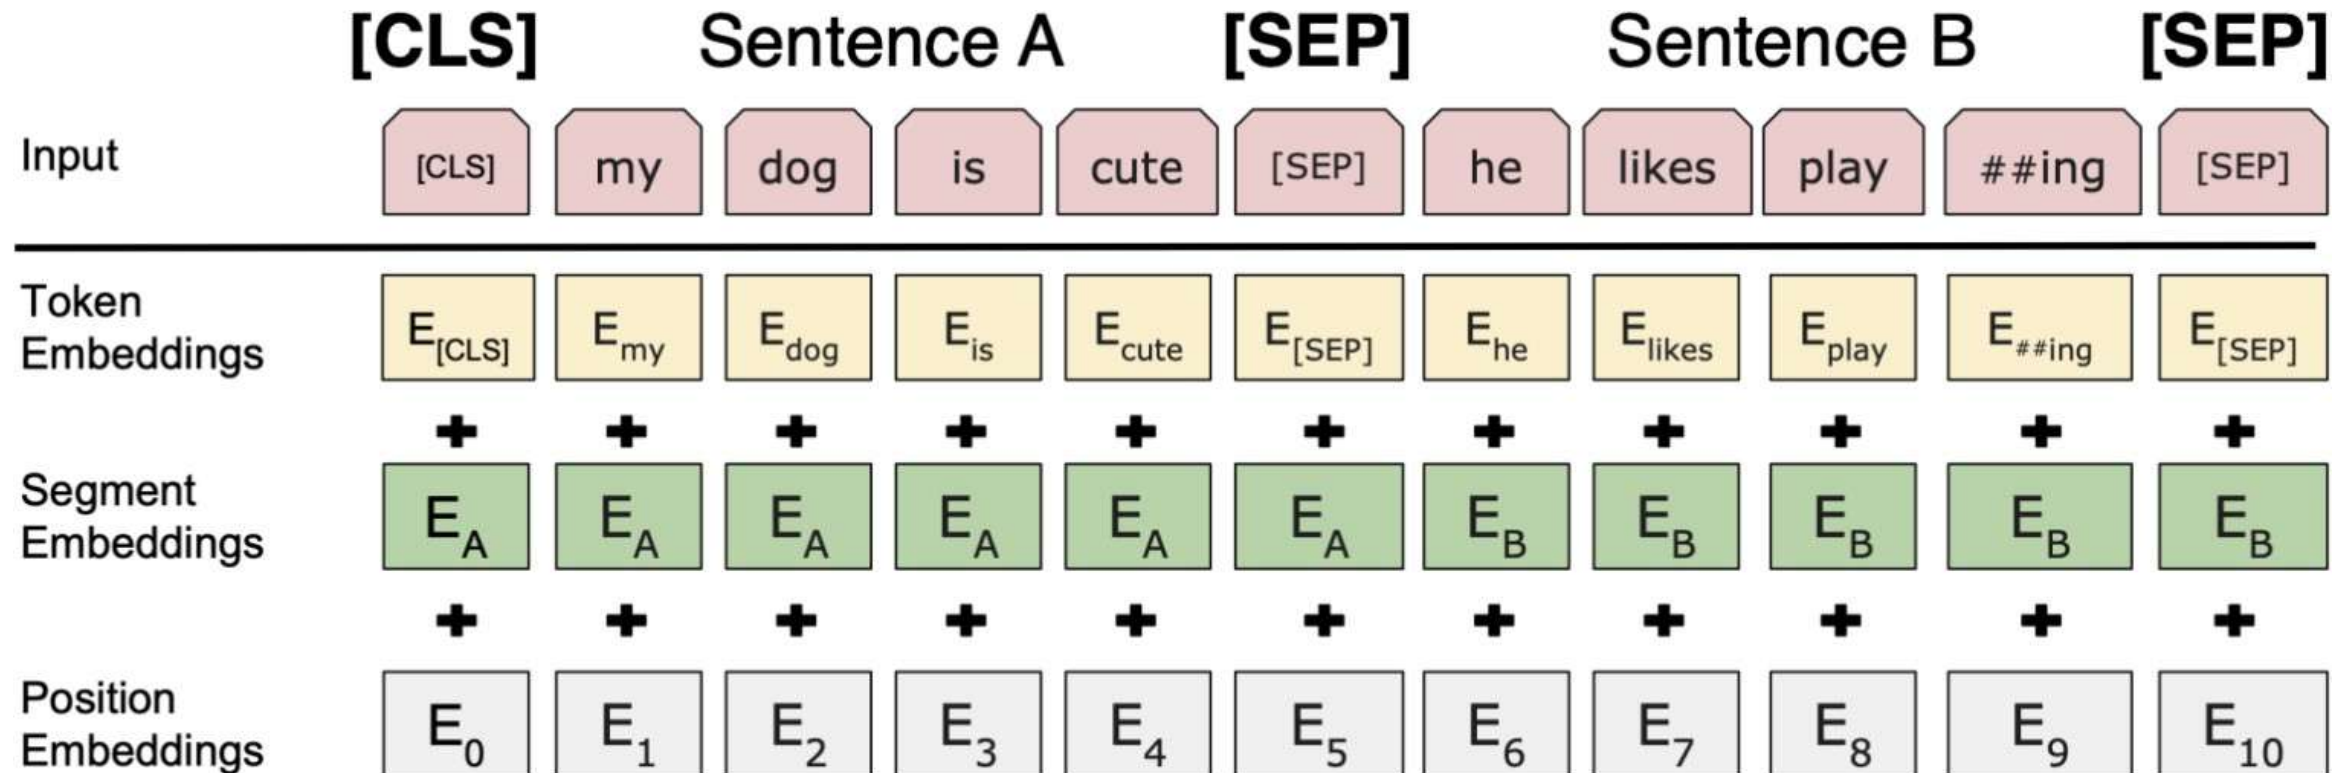 [CLS] Sentence A [SEP] Sentence B [SEP]
Input [CLS] my dog is cute [SEP] he likes play ##ing [SEP]
Token
Embeddings
E[CLS] Emy Edog Eis Ecute E[SEP] Ehe Elikes Eplay E##ing E[SEP]
+ + + + + + + + + + +
Segment
Embeddings
EA EA EA EA EA EA EB EB EB EB EB
+ + + + + + + + + + +
Position
Embeddings
E0 E1 E2 E3 E4 E5 E6 E7 E8 E9 E10